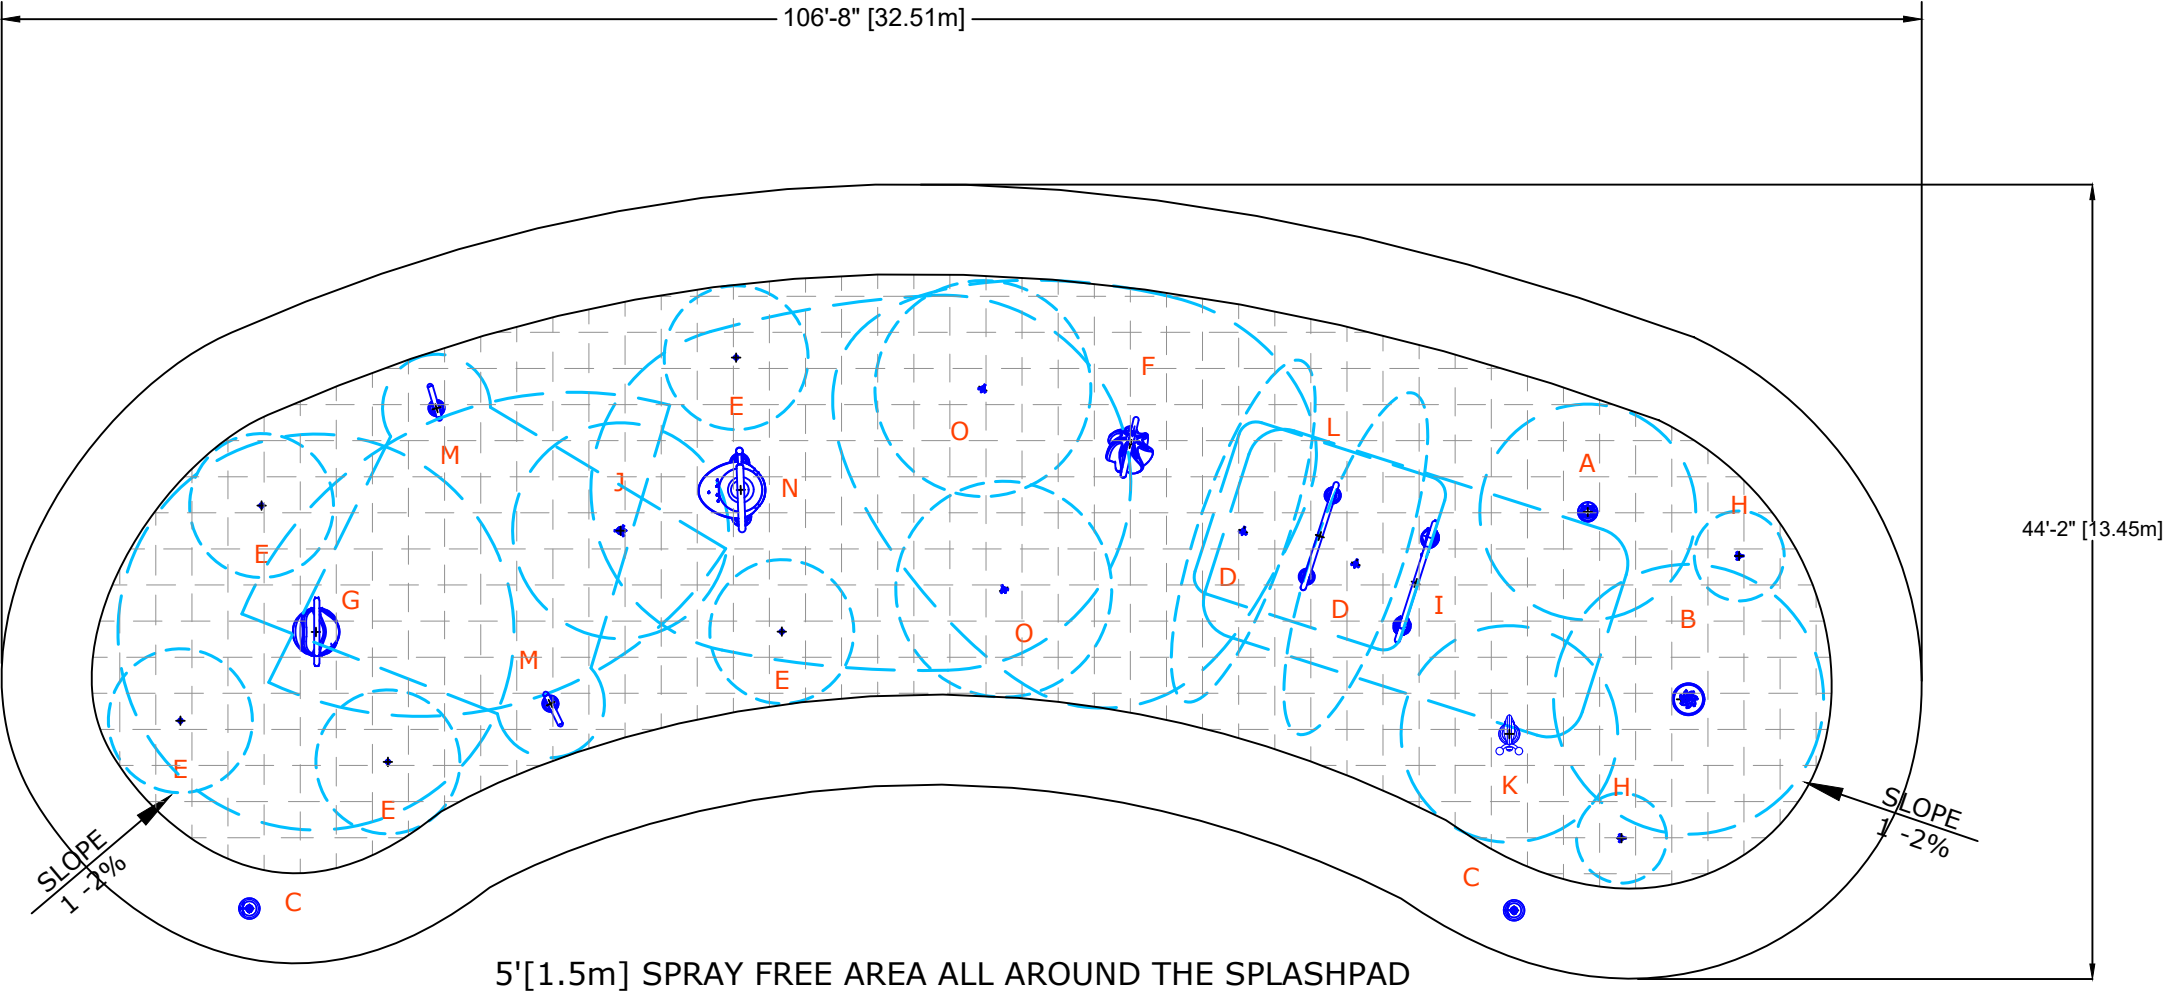 106'-8" [32.51m]
F
E
L
O
M
A
J
N
H
44'-2" [13.45m]
E
D
G
D
I
B
O
M
E
E
K
H
E
SLOPE
1 -2%
SLOPE
1 -2%
C
C
5'[1.5m] SPRAY FREE AREA ALL AROUND THE SPLASHPAD